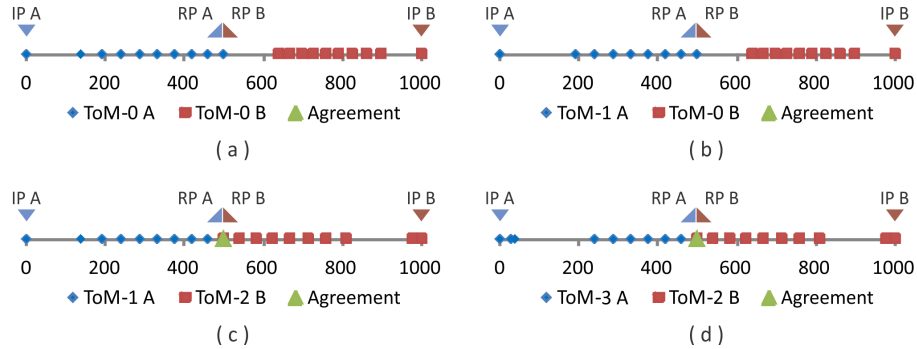 IP A RP A RP B IP B
0 200 400 600 800 1000
ToM-0 A ToM-0 B Agreement
( a )
IP A RP A RP B IP B
0 200 400 600 800 1000
ToM-1 A ToM-0 B Agreement
( b )
IP A RP A RP B IP B
0 200 400 600 800 1000
ToM-1 A ToM-2 B Agreement
( c )
IP A RP A RP B IP B
0 200 400 600 800 1000
ToM-3 A ToM-2 B Agreement
( d )